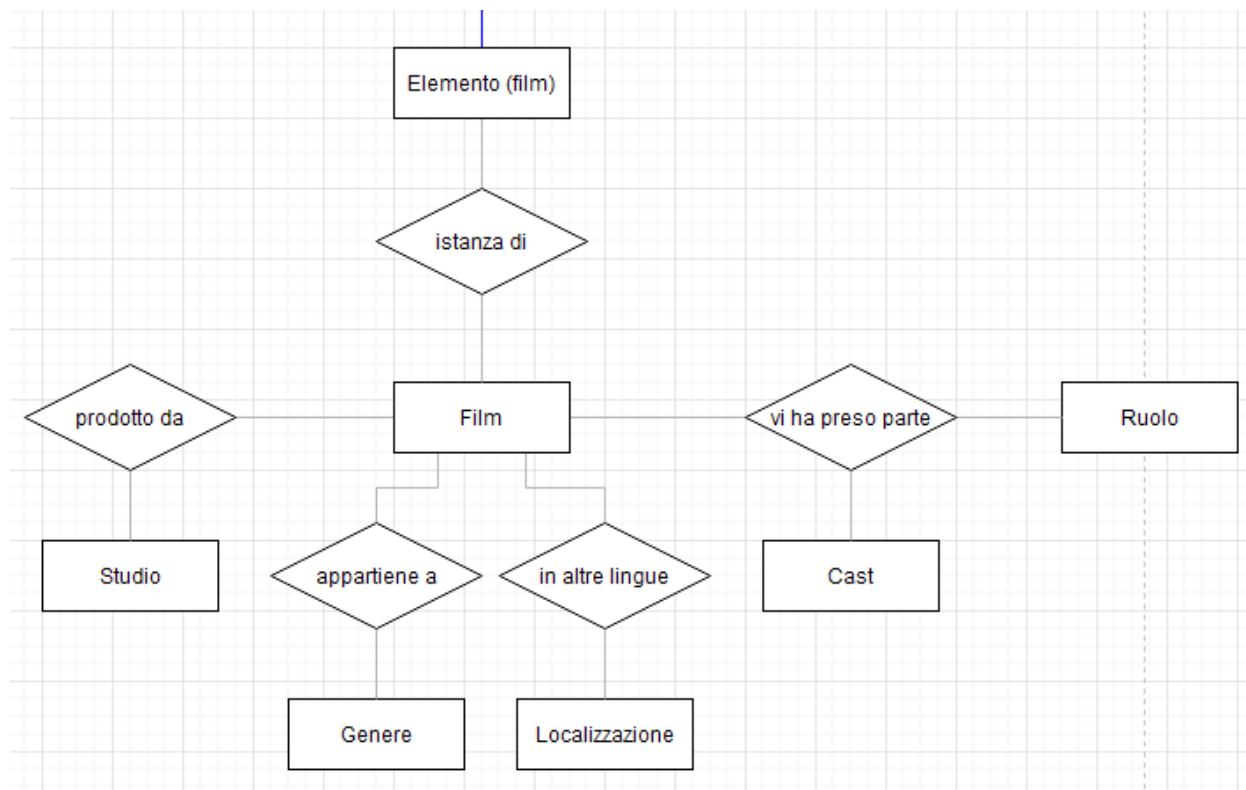 Elemento (film)
istanza di
prodotto da
Film
vi ha preso parte
Ruolo
Studio
appartiene a
in altre lingue
Cast
Genere
Localizzazione